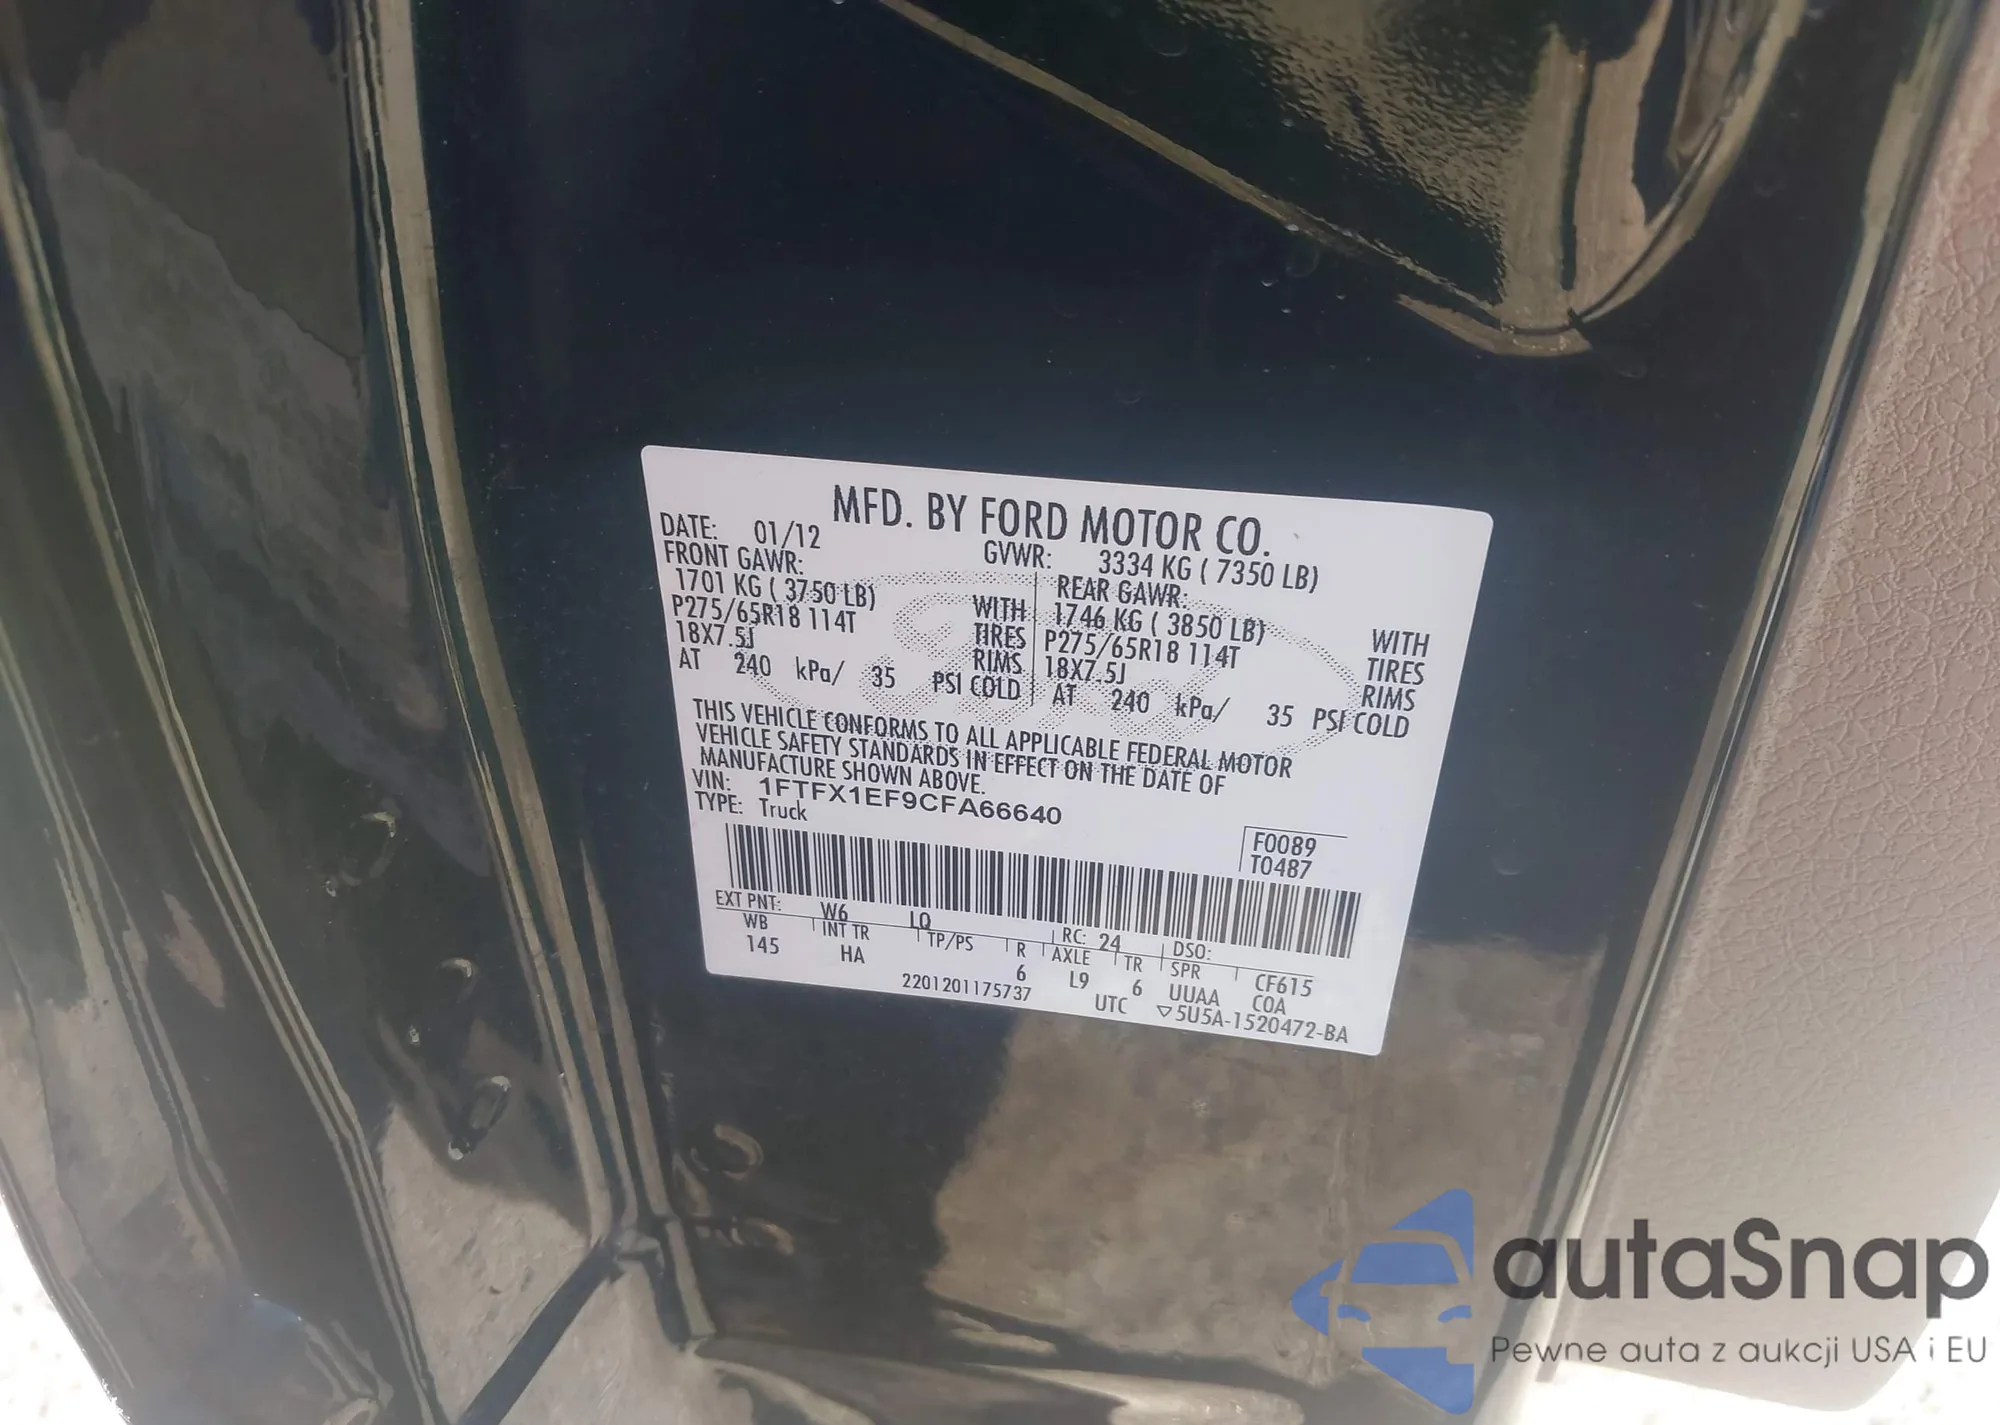 MFD. BY FORD MOTOR CO.
DATE: 01/12 GVWR: 3334 KG ( 7350 LB)
FRONT GAWR: REAR GAWR:
1701 KG ( 3750 LB) WITH 1746 KG ( 3850 LB) WITH
P275/65R18 114T TIRES P275/65R18 114T TIRES
18X7.5J RIMS 18X7.5J RIMS
AT 240 kPa/ 35 PSI COLD AT 240 kPa/ 35 PSI COLD
THIS VEHICLE CONFORMS TO ALL APPLICABLE FEDERAL MOTOR
VEHICLE SAFETY STANDARDS IN EFFECT ON THE DATE OF
MANUFACTURE SHOWN ABOVE.
VIN: 1FTFX1EF9CFA66640
TYPE: Truck
F0089
T0487
EXT PNT: W6 LQ RC: 24 DSO:
WB INT TR TP/PS R AXLE TR SPR CF615
145 HA 6 L9 6 UUAA COA
2201201175737 UTC ▽5U5A-1520472-BA
autaSnap
Pewne auta z aukcji USA i EU